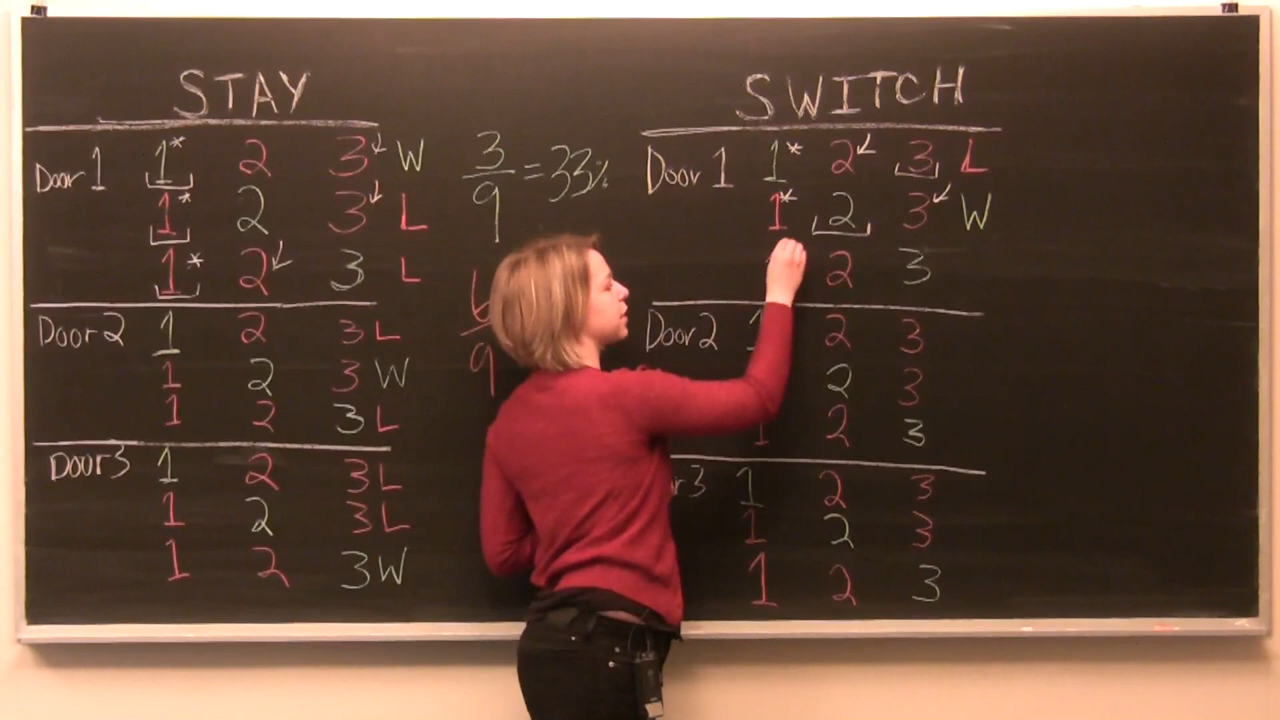 STAY
Door 1 1* 2 3↓ W
1* 2 3↓ L
1* 2↓ 3 L
Door 2 1 2 3 L
1 2 3 W
1 2 3 L
Door 3 1 2 3 L
1 2 3 L
1 2 3 W
3/9 = 33%
9
SWITCH
Door 1 1* 2↙ 3 L
1* 2 3↙ W
2 3
Door 2 1 2 3
2 3
1 2 3
r 3 1 2 3
1 2 3
1 2 3